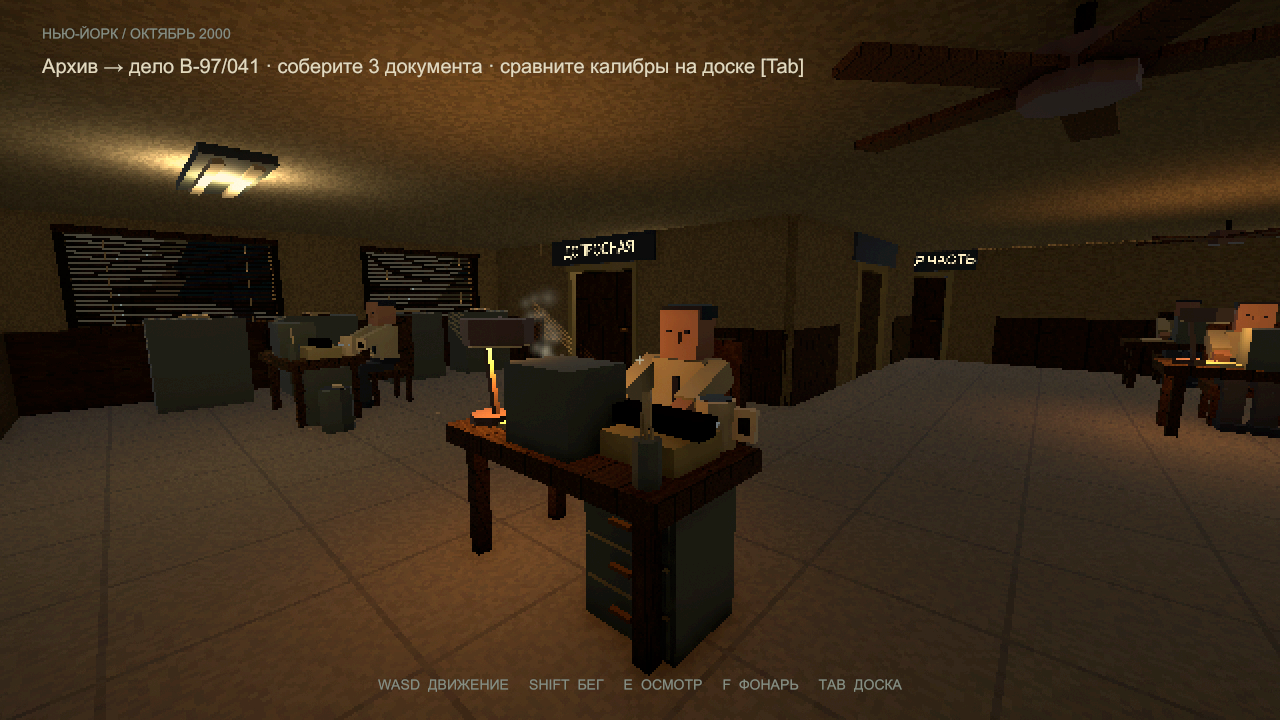 НЬЮ-ЙОРК / ОКТЯБРЬ 2000
Архив → дело B-97/041 · соберите 3 документа · сравните калибры на доске [Tab]
ДОПРОСНАЯ
WASD ДВИЖЕНИЕ SHIFT БЕГ E ОСМОТР F ФОНАРЬ TAB ДОСКА